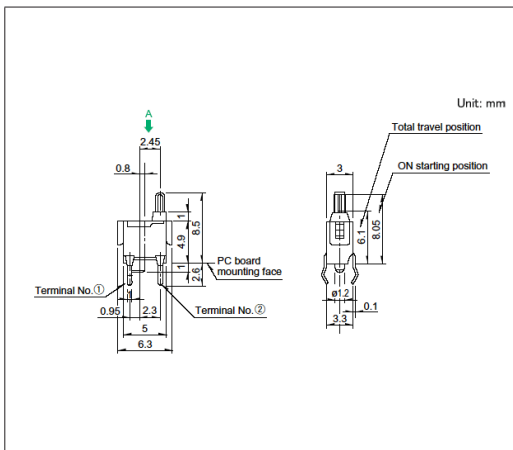 Unit: mm
A
2.45
0.8
1
8.5
4.9
1
2.6
PC board
mounting face
Terminal No.①
1
Terminal No.②
0.95
2.3
5
6.3
Total travel position
3
ON starting position
6.1
8.05
ø1.2
0.1
3.3